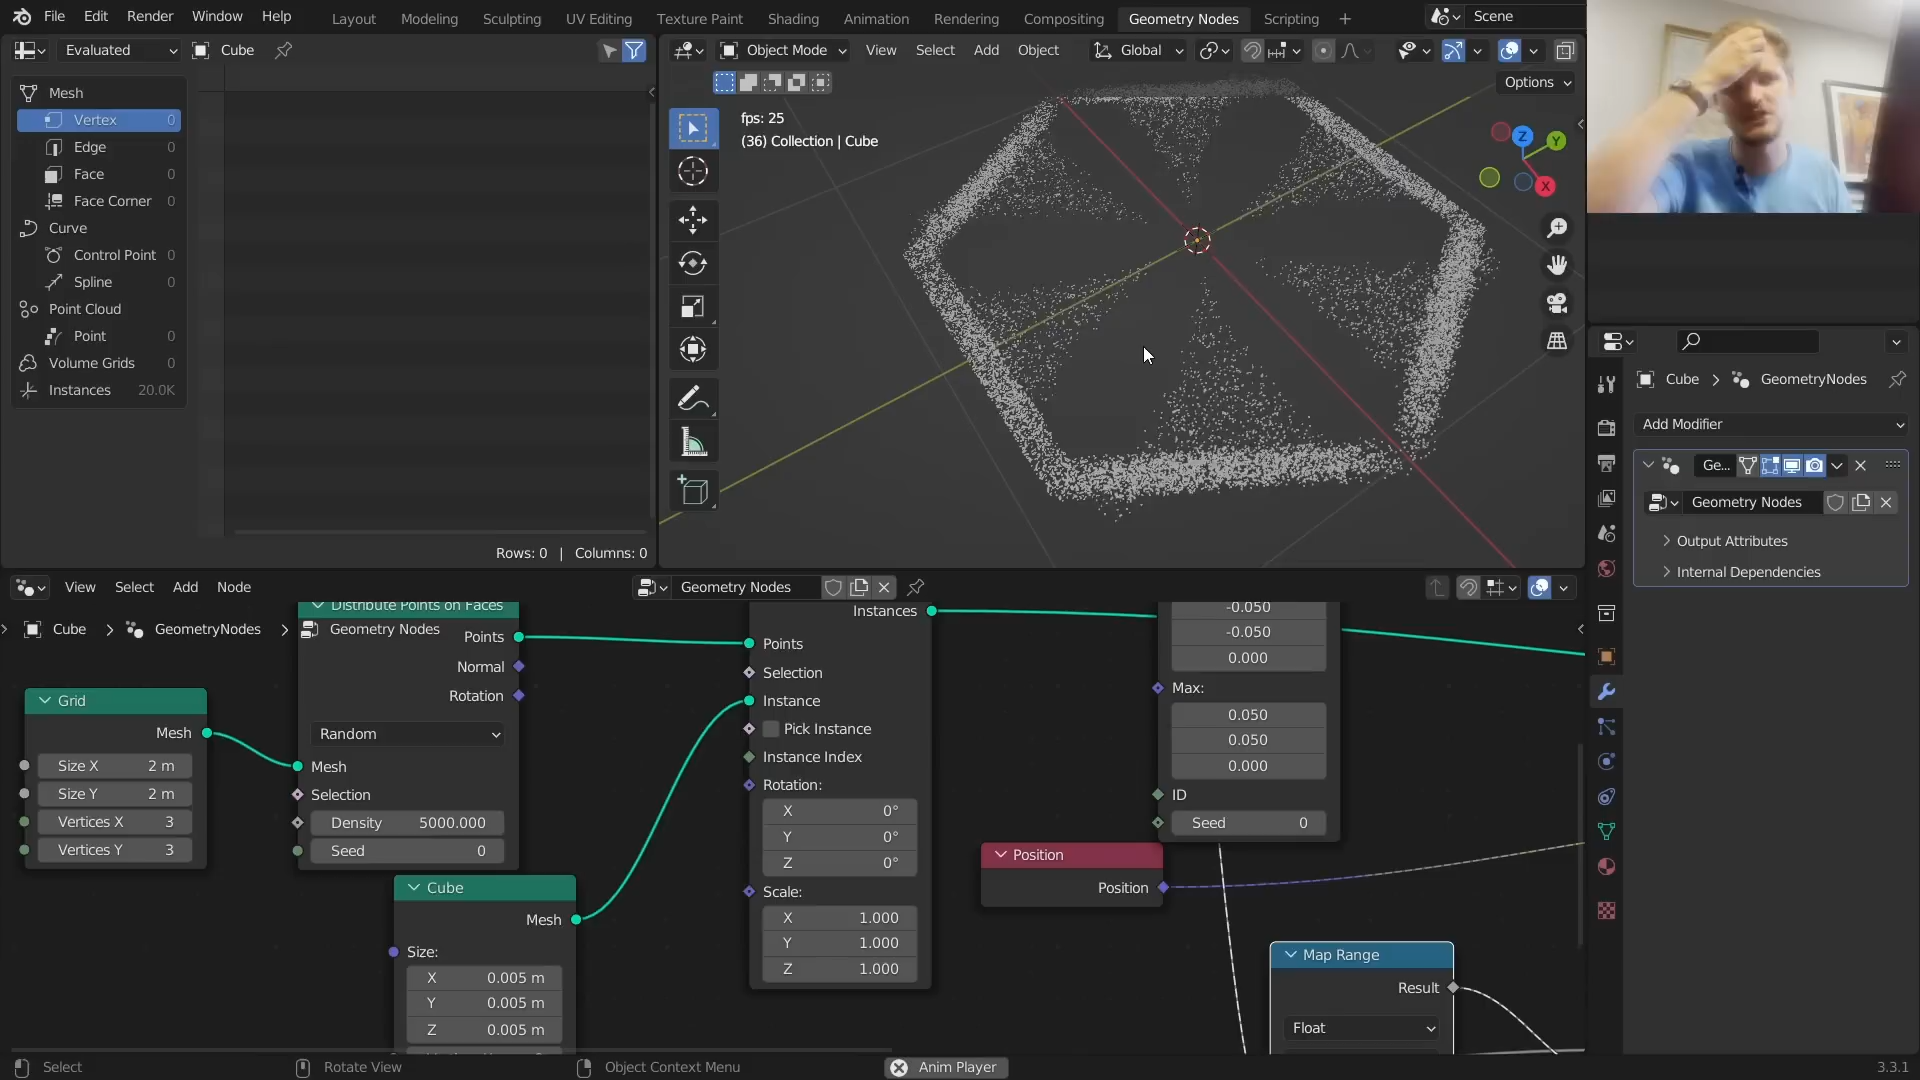 File Edit Render Window Help
Layout Modeling Sculpting UV Editing Texture Paint Shading Animation Rendering Compositing Geometry Nodes Scripting +
Scene
Evaluated
Cube
Object Mode View Select Add Object Global
Options
Mesh
Vertex 0
Edge 0
Face 0
Face Corner 0
Curve
Control Point 0
Spline 0
Point Cloud
Point 0
Volume Grids 0
Instances 20.0K
Rows: 0 | Columns: 0
fps: 25
(36) Collection | Cube
Z
Y
X
Cube > GeometryNodes
Add Modifier
Ge...
Geometry Nodes
Output Attributes
Internal Dependencies
View Select Add Node
Geometry Nodes
Cube > GeometryNodes > Geometry Nodes
Distribute Points on Faces
Points
Normal
Rotation
Random
Mesh
Selection
Density 5000.000
Seed 0
Grid
Mesh
Size X 2 m
Size Y 2 m
Vertices X 3
Vertices Y 3
Cube
Mesh
Size:
X 0.005 m
Y 0.005 m
Z 0.005 m
Instances
Points
Selection
Instance
Pick Instance
Instance Index
Rotation:
X 0°
Y 0°
Z 0°
Scale:
X 1.000
Y 1.000
Z 1.000
-0.050
-0.050
0.000
Max:
0.050
0.050
0.000
ID
Seed 0
Position
Position
Map Range
Result
Float
Select
Rotate View
Object Context Menu
Anim Player
3.3.1